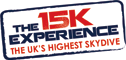 THE 15K
EXPERIENCE
THE UK'S HIGHEST SKYDIVE